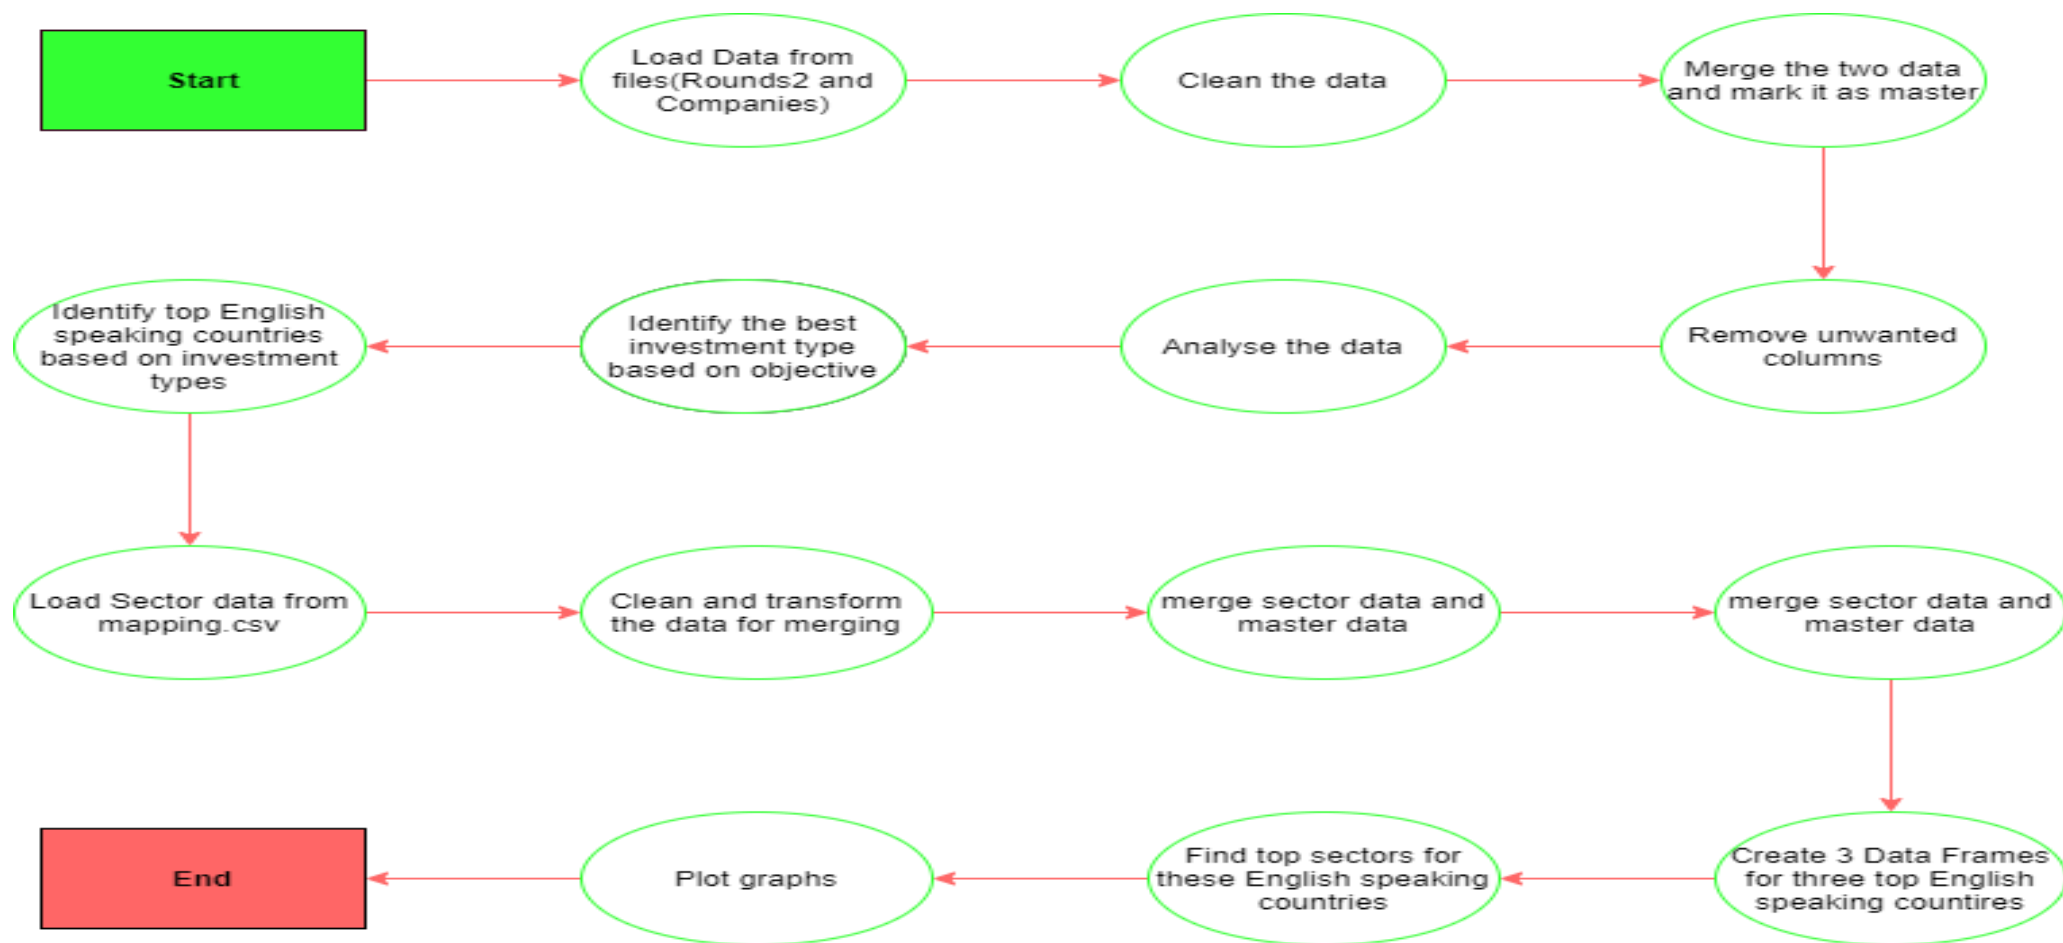 Start
Load Data from
files(Rounds2 and
Companies)
Clean the data
Merge the two data
and mark it as master
Remove unwanted
columns
Analyse the data
Identify the best
investment type
based on objective
Identify top English
speaking countries
based on investment
types
Load Sector data from
mapping.csv
Clean and transform
the data for merging
merge sector data and
master data
merge sector data and
master data
Create 3 Data Frames
for three top English
speaking countires
Find top sectors for
these English speaking
countries
Plot graphs
End